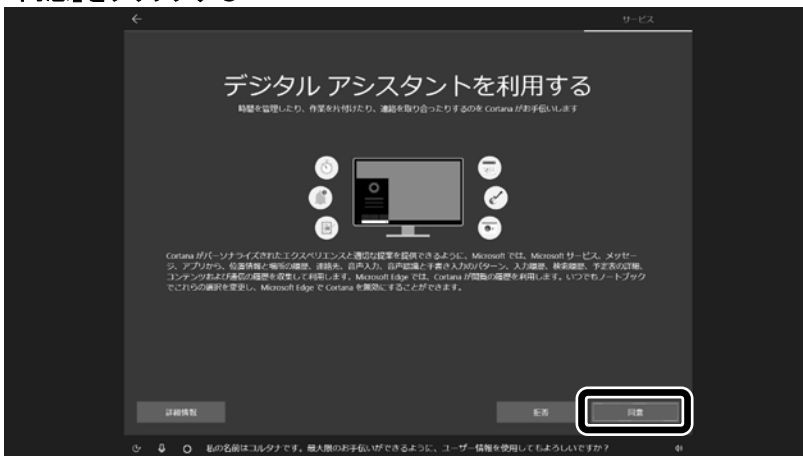 サービス
デジタル アシスタントを利用する
時間を管理したり、作業を片付けたり、連絡を取り合ったりするのを Cortana がお手伝いします
Cortana がパーソナライズされたエクスペリエンスと適切な提案を提供できるように、Microsoft では、Microsoft サービス、メッセー
ジ、アプリから、位置情報と場所の履歴、連絡先、音声入力、音声認識と手書き入力のパターン、入力履歴、検索履歴、予定表の詳細、
コンテンツおよび通信の履歴を収集して利用します。Microsoft Edge では、Cortana が閲覧の履歴を利用します。いつでもノートブック
でこれらの選択を変更し、Microsoft Edge で Cortana を無効にすることができます。
詳細情報
拒否
同意
私の名前はコルタナです。最大限のお手伝いができるように、ユーザー情報を使用してもよろしいですか？